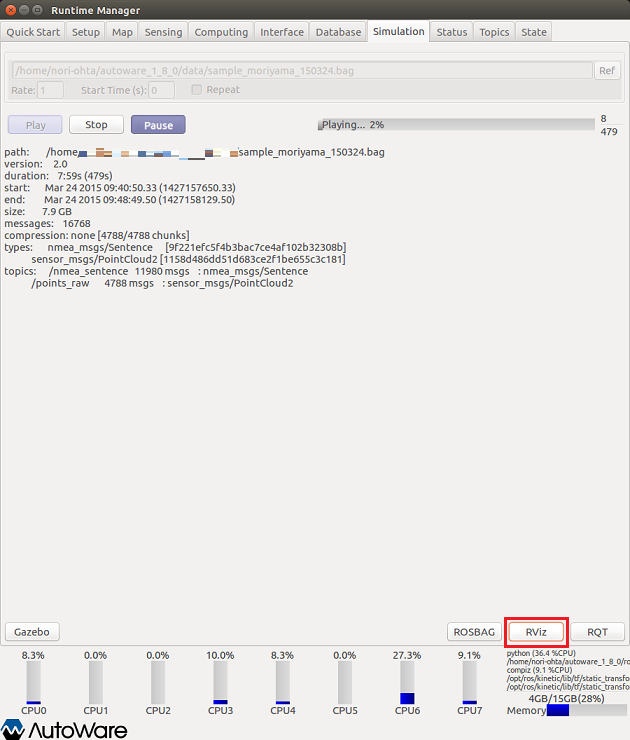 Runtime Manager
Quick Start Setup Map Sensing Computing Interface Database Simulation Status Topics State
/home/nori-ohta/autoware_1_8_0/data/sample_moriyama_150324.bag Ref
Rate: 1 Start Time (s): 0 Repeat
Play Stop Pause Playing... 2% 8
479
path: /home sample_moriyama_150324.bag
version: 2.0
duration: 7:59s (479s)
start: Mar 24 2015 09:40:50.33 (1427157650.33)
end: Mar 24 2015 09:48:49.50 (1427158129.50)
size: 7.9 GB
messages: 16768
compression: none [4788/4788 chunks]
types: nmea_msgs/Sentence [9f221efc5f4b3bac7ce4af102b32308b]
sensor_msgs/PointCloud2 [1158d486dd51d683ce2f1be655c3c181]
topics: /nmea_sentence 11980 msgs : nmea_msgs/Sentence
/points_raw 4788 msgs : sensor_msgs/PointCloud2
Gazebo ROSBAG RViz RQT
8.3% 0.0% 0.0% 10.0% 8.3% 0.0% 27.3% 9.1%
CPU0 CPU1 CPU2 CPU3 CPU4 CPU5 CPU6 CPU7
python (36.4 %CPU)
/home/nori-ohta/autoware_1_8_0/ro
compiz (9.1 %CPU)
/opt/ros/kinetic/lib/tf/static_transfo
/opt/ros/kinetic/lib/tf/static_transfo
4GB/15GB(28%)
Memory
AutoWare